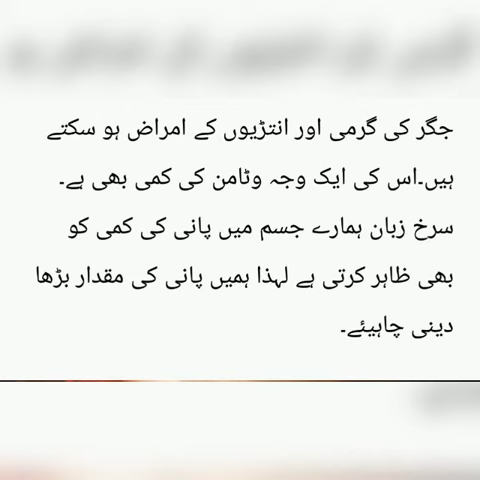 جگر کی گرمی اور انتڑیوں کے امراض ہو سکتے
ہیں۔اس کی ایک وجہ وٹامن کی کمی بھی ہے۔
سرخ زبان ہمارے جسم میں پانی کی کمی کو
بھی ظاہر کرتی ہے لہذا ہمیں پانی کی مقدار بڑھا
دینی چاہیئے۔